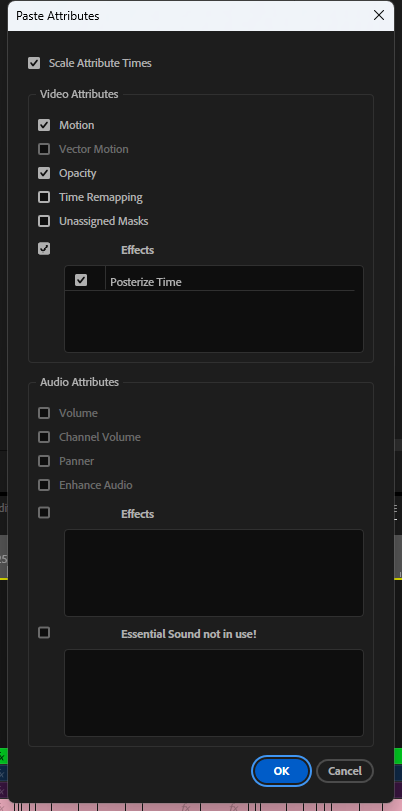 Paste Attributes
Scale Attribute Times
Video Attributes
Motion
Vector Motion
Opacity
Time Remapping
Unassigned Masks
Effects
Posterize Time
Audio Attributes
Volume
Channel Volume
Panner
Enhance Audio
Effects
Essential Sound not in use!
OK
Cancel